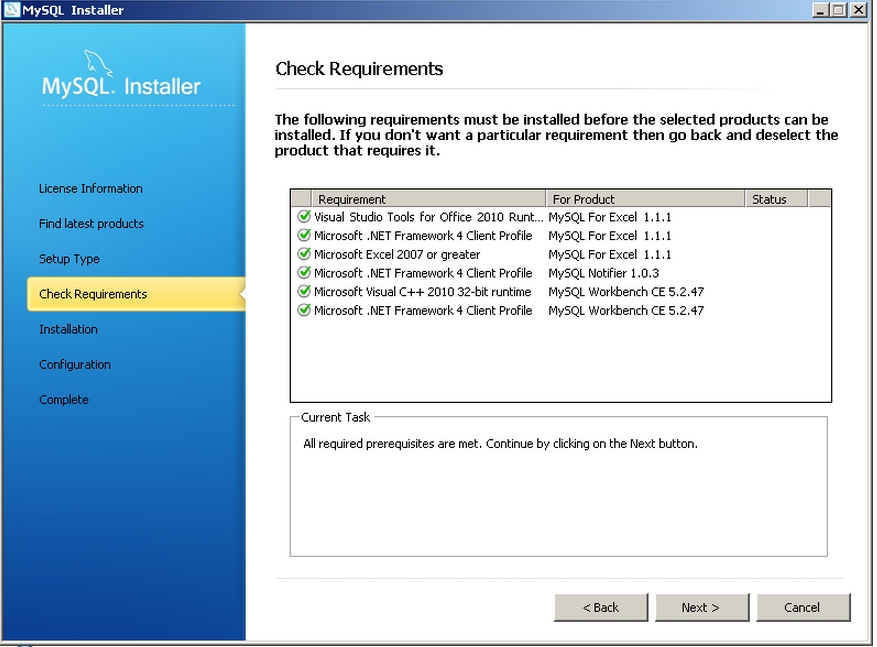 MySQL Installer
MySQL. Installer
License Information
Find latest products
Setup Type
Check Requirements
Installation
Configuration
Complete
Check Requirements
The following requirements must be installed before the selected products can be
installed. If you don't want a particular requirement then go back and deselect the
product that requires it.
Requirement For Product Status
Visual Studio Tools for Office 2010 Runt... MySQL For Excel 1.1.1
Microsoft .NET Framework 4 Client Profile MySQL For Excel 1.1.1
Microsoft Excel 2007 or greater MySQL For Excel 1.1.1
Microsoft .NET Framework 4 Client Profile MySQL Notifier 1.0.3
Microsoft Visual C++ 2010 32-bit runtime MySQL Workbench CE 5.2.47
Microsoft .NET Framework 4 Client Profile MySQL Workbench CE 5.2.47
Current Task
All required prerequisites are met. Continue by clicking on the Next button.
< Back Next > Cancel